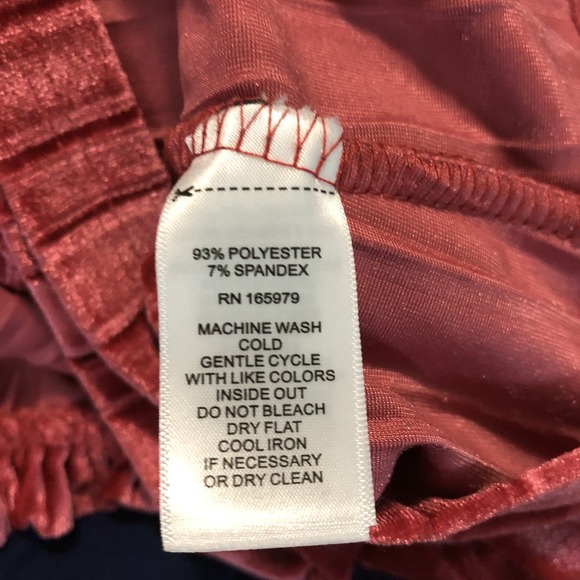 93% POLYESTER
7% SPANDEX
RN 165979
MACHINE WASH
COLD
GENTLE CYCLE
WITH LIKE COLORS
INSIDE OUT
DO NOT BLEACH
DRY FLAT
COOL IRON
IF NECESSARY
OR DRY CLEAN